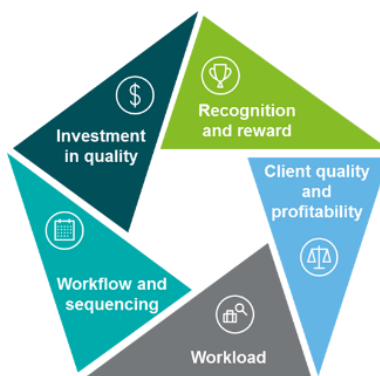 $
Investment
in quality
Recognition
and reward
Client quality
and
profitability
Workflow and
sequencing
Workload